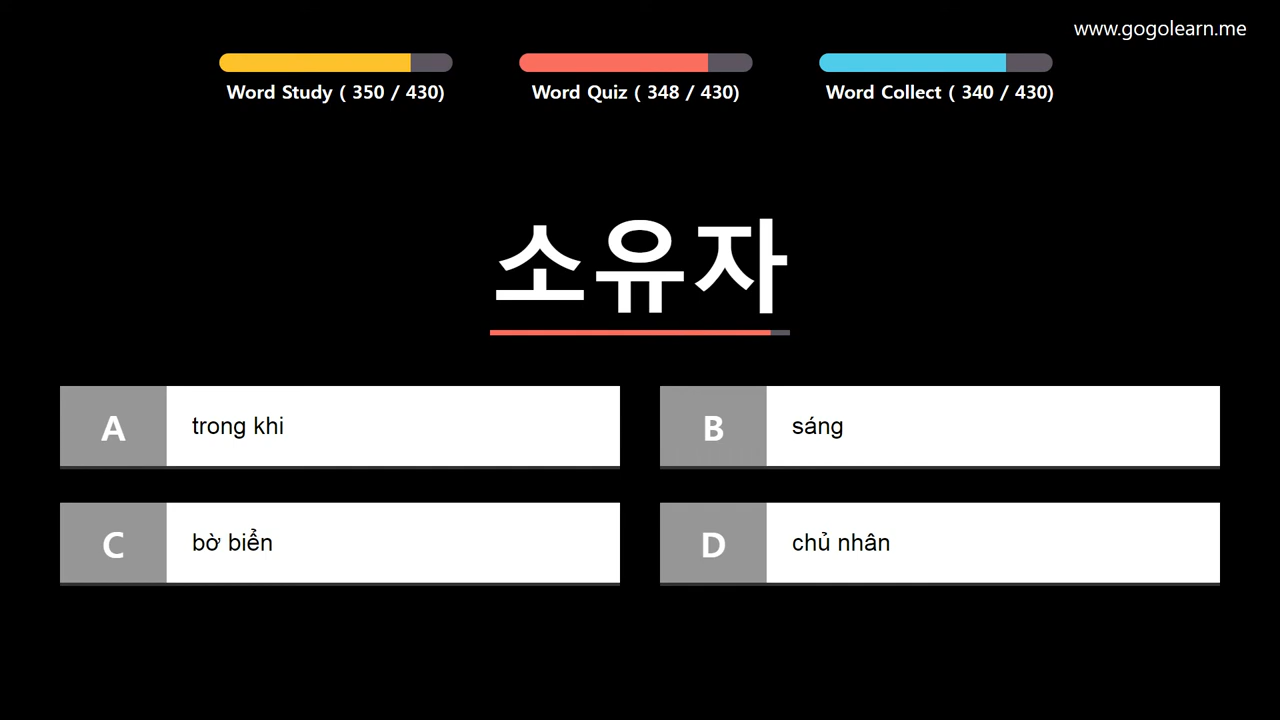 www.gogolearn.me
Word Study ( 350 / 430)
Word Quiz ( 348 / 430)
Word Collect ( 340 / 430)
소유자
A trong khi
B sáng
C bờ biển
D chủ nhân